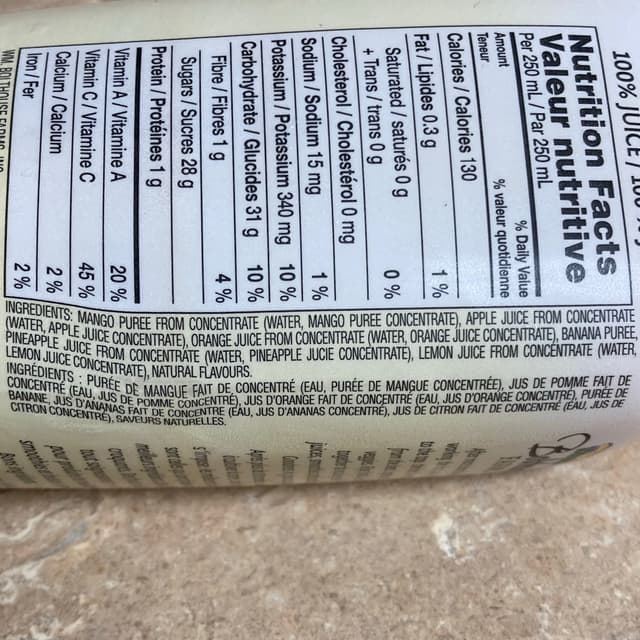 100% JUICE /
Nutrition Facts
Valeur nutritive
Per 250 mL / Par 250 mL
Amount % Daily Value
Teneur % valeur quotidienne
Calories / Calories 130
Fat / Lipides 0.3 g 1 %
Saturated / saturés 0 g 0 %
+ Trans / trans 0 g
Cholesterol / Cholestérol 0 mg
Sodium / Sodium 15 mg 1 %
Potassium / Potassium 340 mg 10 %
Carbohydrate / Glucides 31 g 10 %
Fibre / Fibres 1 g 4 %
Sugars / Sucres 28 g
Protein / Protéines 1 g
Vitamin A / Vitamine A 20 %
Vitamin C / Vitamine C 45 %
Calcium / Calcium 2 %
Iron / Fer 2 %
WM. BOLTHOUSE FARMS, INC.
INGREDIENTS: MANGO PUREE FROM CONCENTRATE (WATER, MANGO PUREE CONCENTRATE), APPLE JUICE FROM CONCENTRATE
(WATER, APPLE JUICE CONCENTRATE), ORANGE JUICE FROM CONCENTRATE (WATER, ORANGE JUICE CONCENTRATE), BANANA PUREE,
PINEAPPLE JUICE FROM CONCENTRATE (WATER, PINEAPPLE JUCIE CONCENTRATE), LEMON JUICE FROM CONCENTRATE (WATER,
LEMON JUICE CONCENTRATE), NATURAL FLAVOURS.
INGRÉDIENTS : PURÉE DE MANGUE FAIT DE CONCENTRÉ (EAU, PURÉE DE MANGUE CONCENTRÉE), JUS DE POMME FAIT DE
CONCENTRÉ (EAU, JUS DE POMME CONCENTRÉ), JUS D'ORANGE FAIT DE CONCENTRÉ (EAU, JUS D'ORANGE CONCENTRÉ), PURÉE DE
BANANE, JUS D'ANANAS FAIT DE CONCENTRÉ (EAU, JUS D'ANANAS CONCENTRÉ), JUS DE CITRON FAIT DE CONCENTRÉ (EAU, JUS DE
CITRON CONCENTRÉ), SAVEURS NATURELLES.